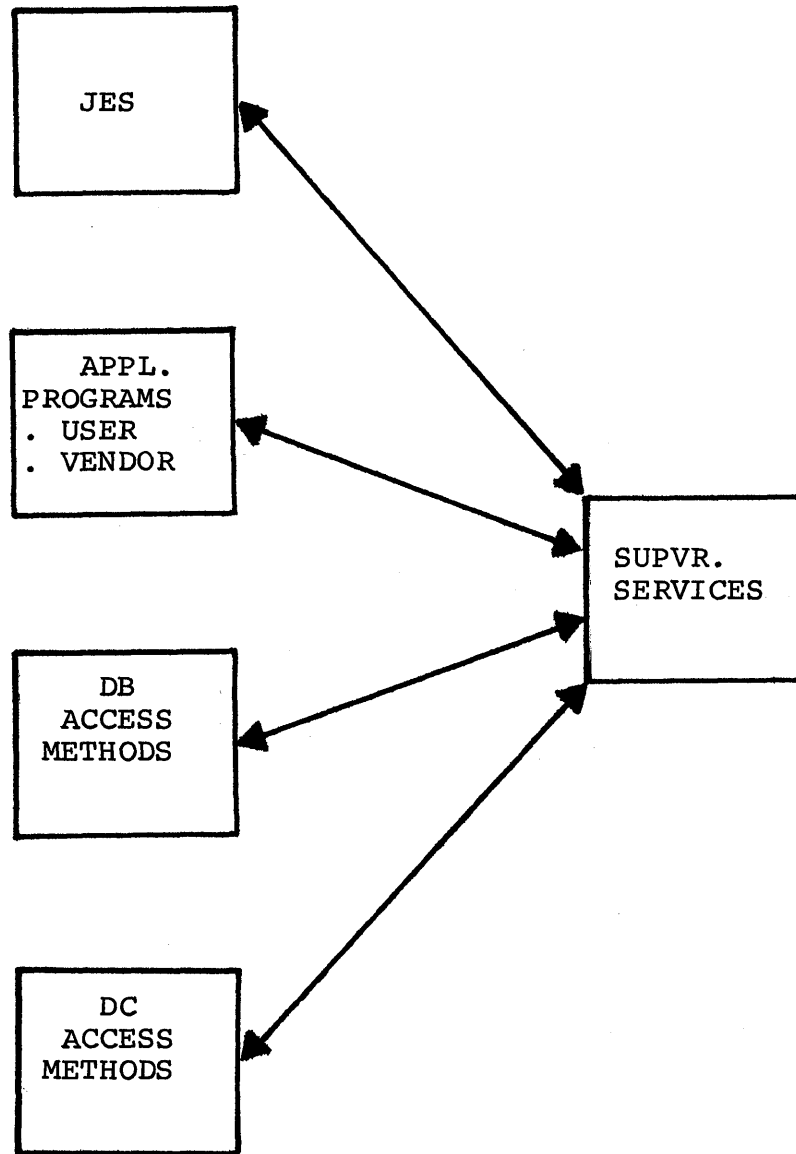 JES
APPL.
PROGRAMS
. USER
. VENDOR
SUPVR.
SERVICES
DB
ACCESS
METHODS
DC
ACCESS
METHODS